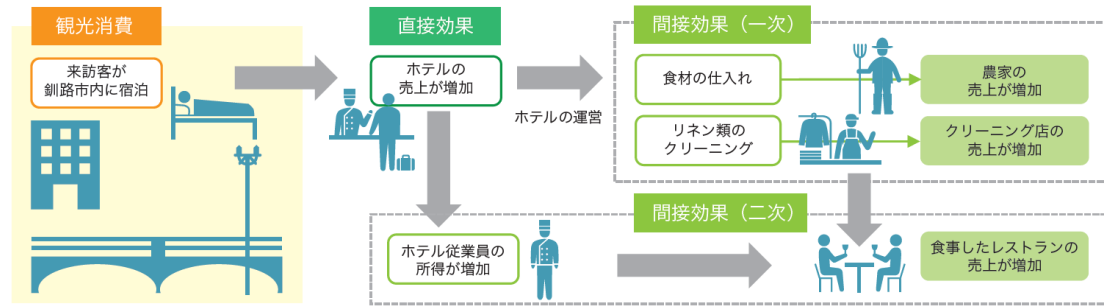 観光消費
来訪客が
釧路市内に宿泊
直接効果
ホテルの
売上が増加
ホテルの運営
間接効果（一次）
食材の仕入れ
農家の
売上が増加
リネン類の
クリーニング
クリーニング店の
売上が増加
間接効果（二次）
ホテル従業員の
所得が増加
食事したレストランの
売上が増加